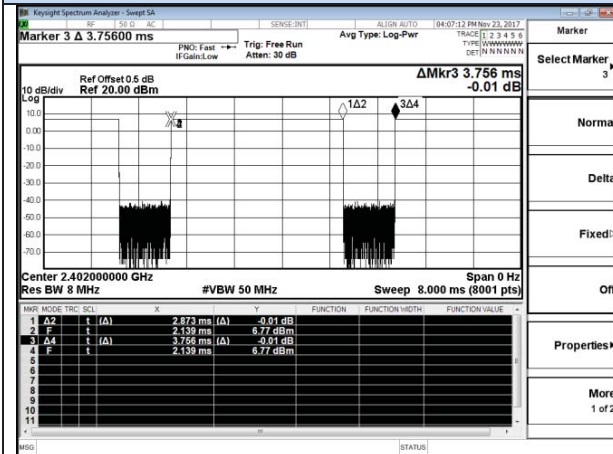 Keysight Spectrum Analyzer - Swept SA
RF 50 Ω AC SENSE:INT ALIGN AUTO 04:07:12 PM Nov 23, 2017
Marker 3 Δ 3.75600 ms
Avg Type: Log-Pwr
TRACE 1 2 3 4 5 6
TYPE WWWWWW
DET N N N N N N
PNO: Fast Trig: Free Run
IFGain:Low Atten: 30 dB
ΔMkr3 3.756 ms
-0.01 dB
Ref Offset 0.5 dB
10 dB/div Ref 20.00 dBm
Log
10.0
0.00
-10.0
-20.0
-30.0
-40.0
-50.0
-60.0
-70.0
1Δ2
3Δ4
Center 2.402000000 GHz Span 0 Hz
Res BW 8 MHz #VBW 50 MHz Sweep 8.000 ms (8001 pts)
MKR MODE TRC SCL X Y FUNCTION FUNCTION WIDTH FUNCTION VALUE
1 Δ2 t (Δ) 2.873 ms (Δ) -0.01 dB
2 F t 2.139 ms 6.77 dBm
3 Δ4 t (Δ) 3.756 ms (Δ) -0.01 dB
4 F t 2.139 ms 6.77 dBm
5
6
7
8
9
10
11
MSG STATUS
Marker
Select Marker
3
Norma
Delta
Fixed
Off
Properties
More
1 of 2